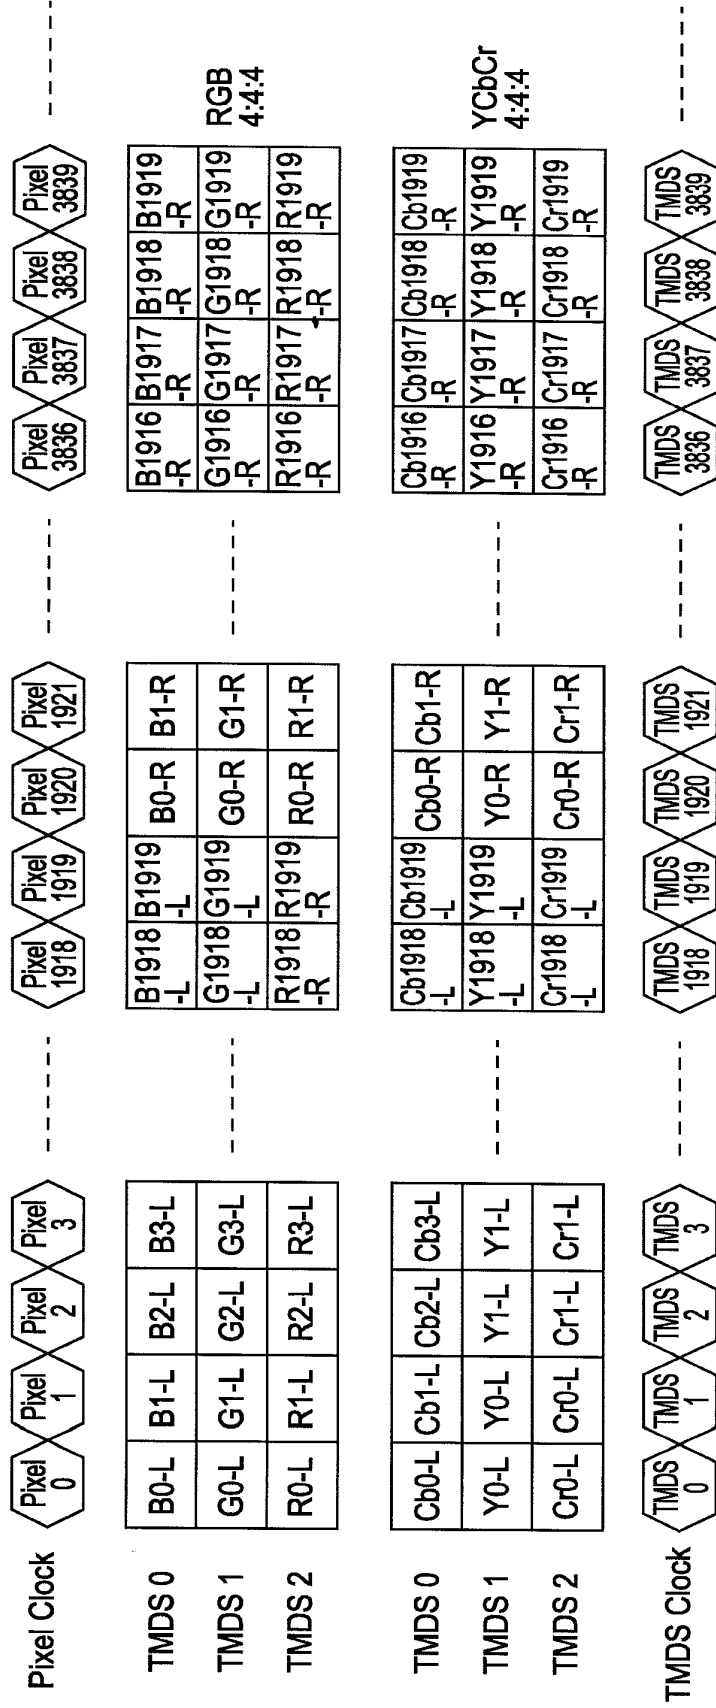 Pixel Clock Pixel 0 Pixel 1 Pixel 2 Pixel 3 Pixel 1918 Pixel 1919 Pixel 1920 Pixel 1921 Pixel 3836 Pixel 3837 Pixel 3838 Pixel 3839
TMDS 0 B0-L B1-L B2-L B3-L B1918-L B1919-L B0-R B1-R B1916-R B1917-R B1918-R B1919-R
TMDS 1 G0-L G1-L G2-L G3-L G1918-L G1919-L G0-R G1-R G1916-R G1917-R G1918-R G1919-R
TMDS 2 R0-L R1-L R2-L R3-L R1918-R R1919-R R0-R R1-R R1916-R R1917-R R1918-R R1919-R
RGB
4:4:4
TMDS 0 Cb0-L Cb1-L Cb2-L Cb3-L Cb1918-L Cb1919-L Cb0-R Cb1-R Cb1916-R Cb1917-R Cb1918-R Cb1919-R
TMDS 1 Y0-L Y0-L Y1-L Y1-L Y1918-L Y1919-L Y0-R Y1-R Y1916-R Y1917-R Y1918-R Y1919-R
TMDS 2 Cr0-L Cr0-L Cr1-L Cr1-L Cr1918-L Cr1919-L Cr0-R Cr1-R Cr1916-R Cr1917-R Cr1918-R Cr1919-R
YCbCr
4:4:4
TMDS Clock TMDS 0 TMDS 1 TMDS 2 TMDS 3 TMDS 1918 TMDS 1919 TMDS 1920 TMDS 1921 TMDS 3836 TMDS 3837 TMDS 3838 TMDS 3839